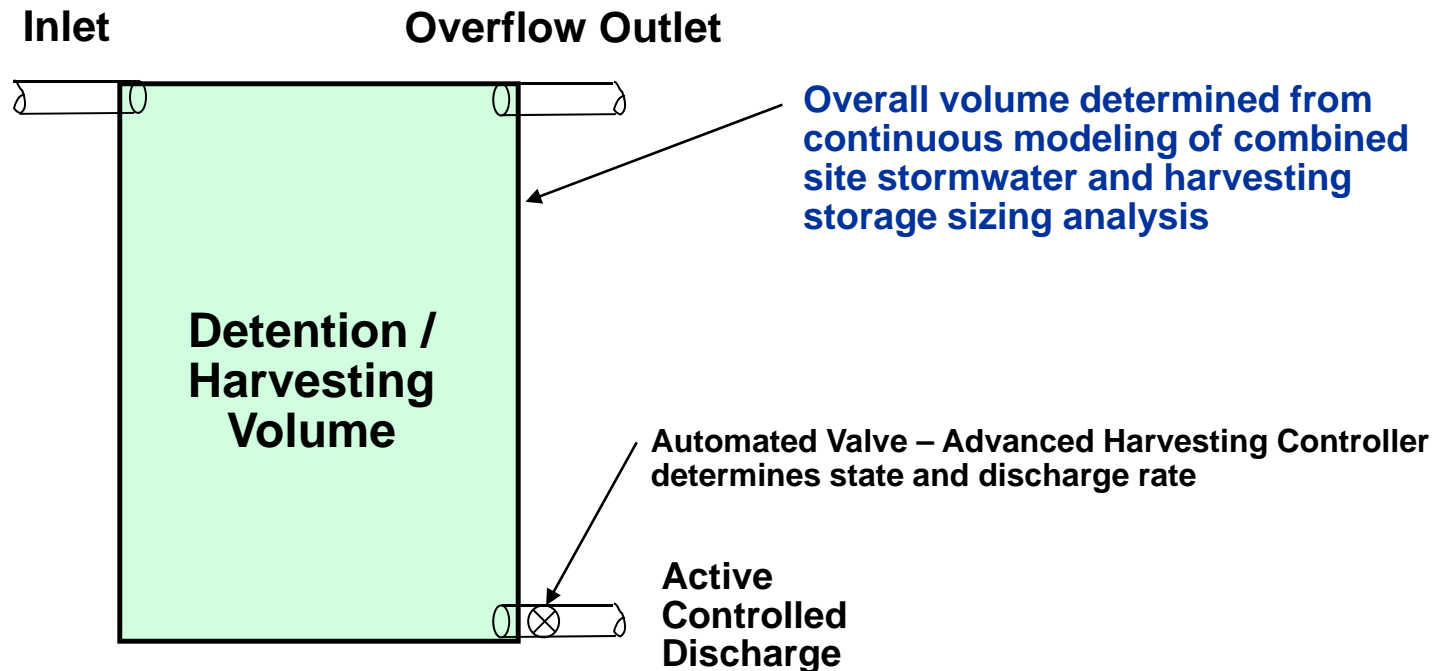 Inlet
Overflow Outlet
Overall volume determined from
continuous modeling of combined
site stormwater and harvesting
storage sizing analysis
Detention /
Harvesting
Volume
Automated Valve – Advanced Harvesting Controller
determines state and discharge rate
Active
Controlled
Discharge